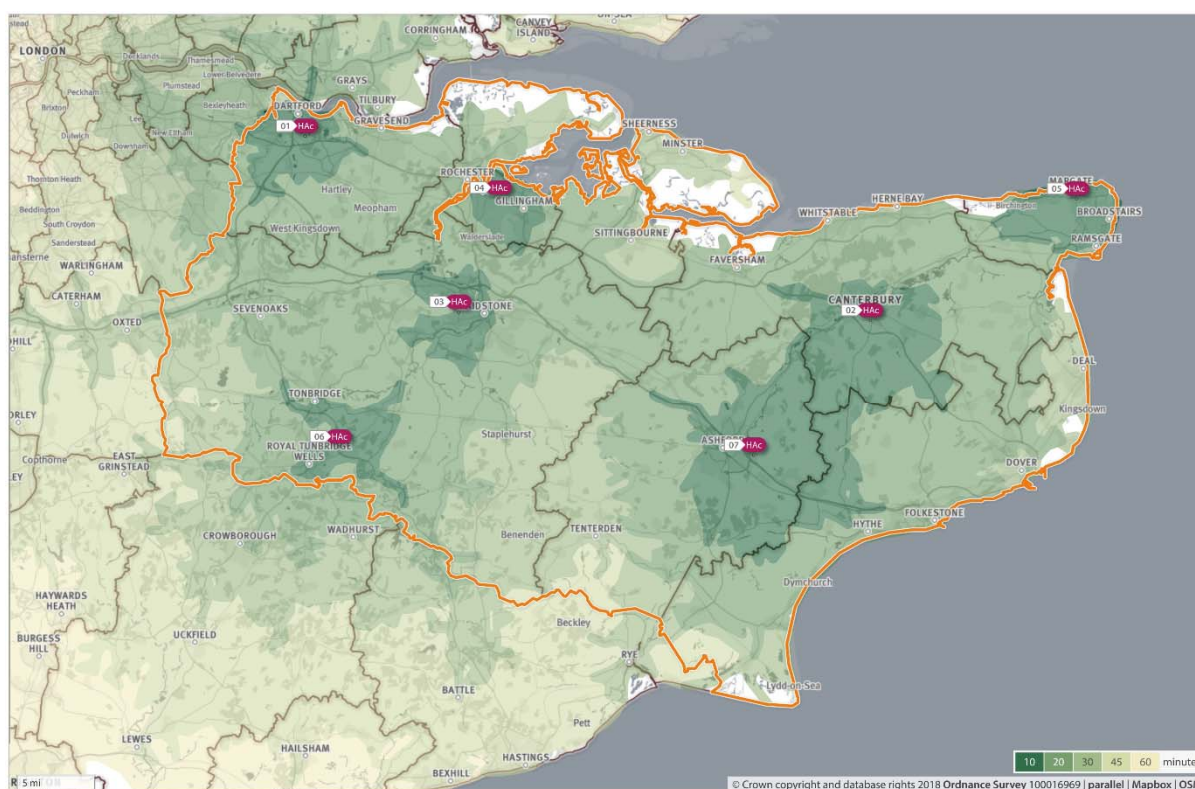 CORRINGHAM
CANVEY
ISLAND
ON-SEA
LONDON
Docklands
Thamesmead
Lower Belvedere
GRAYS
Peckham
Plumstead
Bexleyheath
TILBURY
Brixton
Lee
DARTFORD
01 HAc
GRAVESEND
Dulwich
New Eltham
Downham
SHEERNESS
MINSTER
Thornton Heath
ROCHESTER
04 HAc
GILLINGHAM
Hartley
Meopham
Beddington
SOUTH CROYDON
Sanderstead
West Kingsdown
Walderslade
SITTINGBOURNE
WHITSTABLE
HERNE BAY
Birchington
MARGATE
05 HAc
BROADSTAIRS
RAMSGATE
WARLINGHAM
CATERHAM
FAVERSHAM
OXTED
SEVENOAKS
03 HAc
IDSTONE
CANTERBURY
02 HAc
DEAL
Kingsdown
TONBRIDGE
06 HAc
ROYAL TUNBRIDGE
WELLS
Staplehurst
ASHFORD
07 HAc
Copthorne
EAST
GRINSTEAD
DOVER
FOLKESTONE
HYTHE
CROWBOROUGH
WADHURST
Benenden
TENTERDEN
Dymchurch
HAYWARDS
HEATH
BURGESS
HILL
UCKFIELD
Beckley
RYE
Lydd-on-Sea
BATTLE
Pett
LEWES
HAILSHAM
HASTINGS
BEXHILL
5 mi
10 20 30 45 60 minute
© Crown copyright and database rights 2018 Ordnance Survey 100016969 | parallel | Mapbox | OS